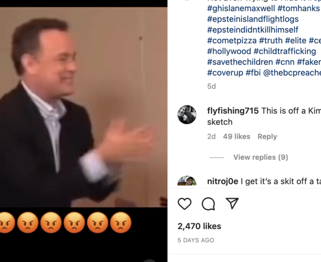 #ghislanemaxwell #tomhanks
#epsteinislandflightlogs
#epsteindidntkillhimself
#cometpizza #truth #elite
#hollywood #childtrafficking
#savethechildren #cnn
#coverup #fbi @thebcpreache
5d
flyfishing715 This is off a Kim
sketch
2d 49 likes Reply
View replies (9)
nitroj0e I get it's a skit off a ta
2,470 likes
5 DAYS AGO